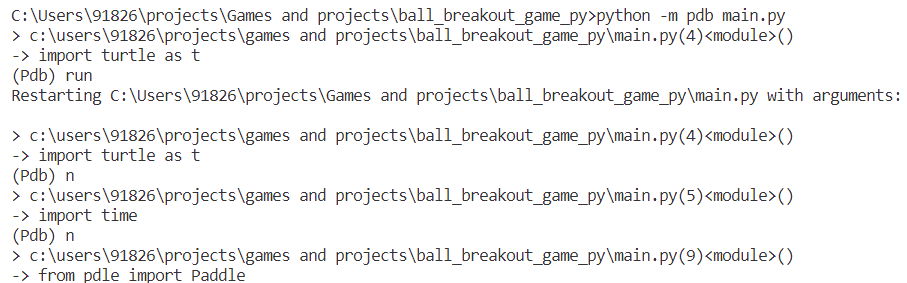 C:\Users\91826\projects\Games and projects\ball_breakout_game_py>python -m pdb main.py
> c:\users\91826\projects\games and projects\ball_breakout_game_py\main.py(4)<module>()
-> import turtle as t
(Pdb) run
Restarting C:\Users\91826\projects\Games and projects\ball_breakout_game_py\main.py with arguments:
> c:\users\91826\projects\games and projects\ball_breakout_game_py\main.py(4)<module>()
-> import turtle as t
(Pdb) n
> c:\users\91826\projects\games and projects\ball_breakout_game_py\main.py(5)<module>()
-> import time
(Pdb) n
> c:\users\91826\projects\games and projects\ball_breakout_game_py\main.py(9)<module>()
-> from pdle import Paddle